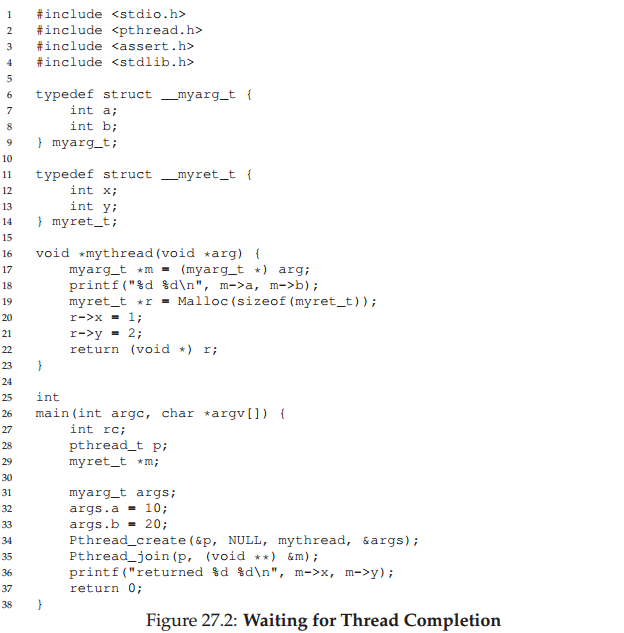 1 #include <stdio.h>
2 #include <pthread.h>
3 #include <assert.h>
4 #include <stdlib.h>
5
6 typedef struct __myarg_t {
7     int a;
8     int b;
9 } myarg_t;
10
11 typedef struct __myret_t {
12     int x;
13     int y;
14 } myret_t;
15
16 void *mythread(void *arg) {
17     myarg_t *m = (myarg_t *) arg;
18     printf("%d %d\n", m->a, m->b);
19     myret_t *r = Malloc(sizeof(myret_t));
20     r->x = 1;
21     r->y = 2;
22     return (void *) r;
23 }
24
25 int
26 main(int argc, char *argv[]) {
27     int rc;
28     pthread_t p;
29     myret_t *m;
30
31     myarg_t args;
32     args.a = 10;
33     args.b = 20;
34     Pthread_create(&p, NULL, mythread, &args);
35     Pthread_join(p, (void **) &m);
36     printf("returned %d %d\n", m->x, m->y);
37     return 0;
38 }
Figure 27.2: Waiting for Thread Completion